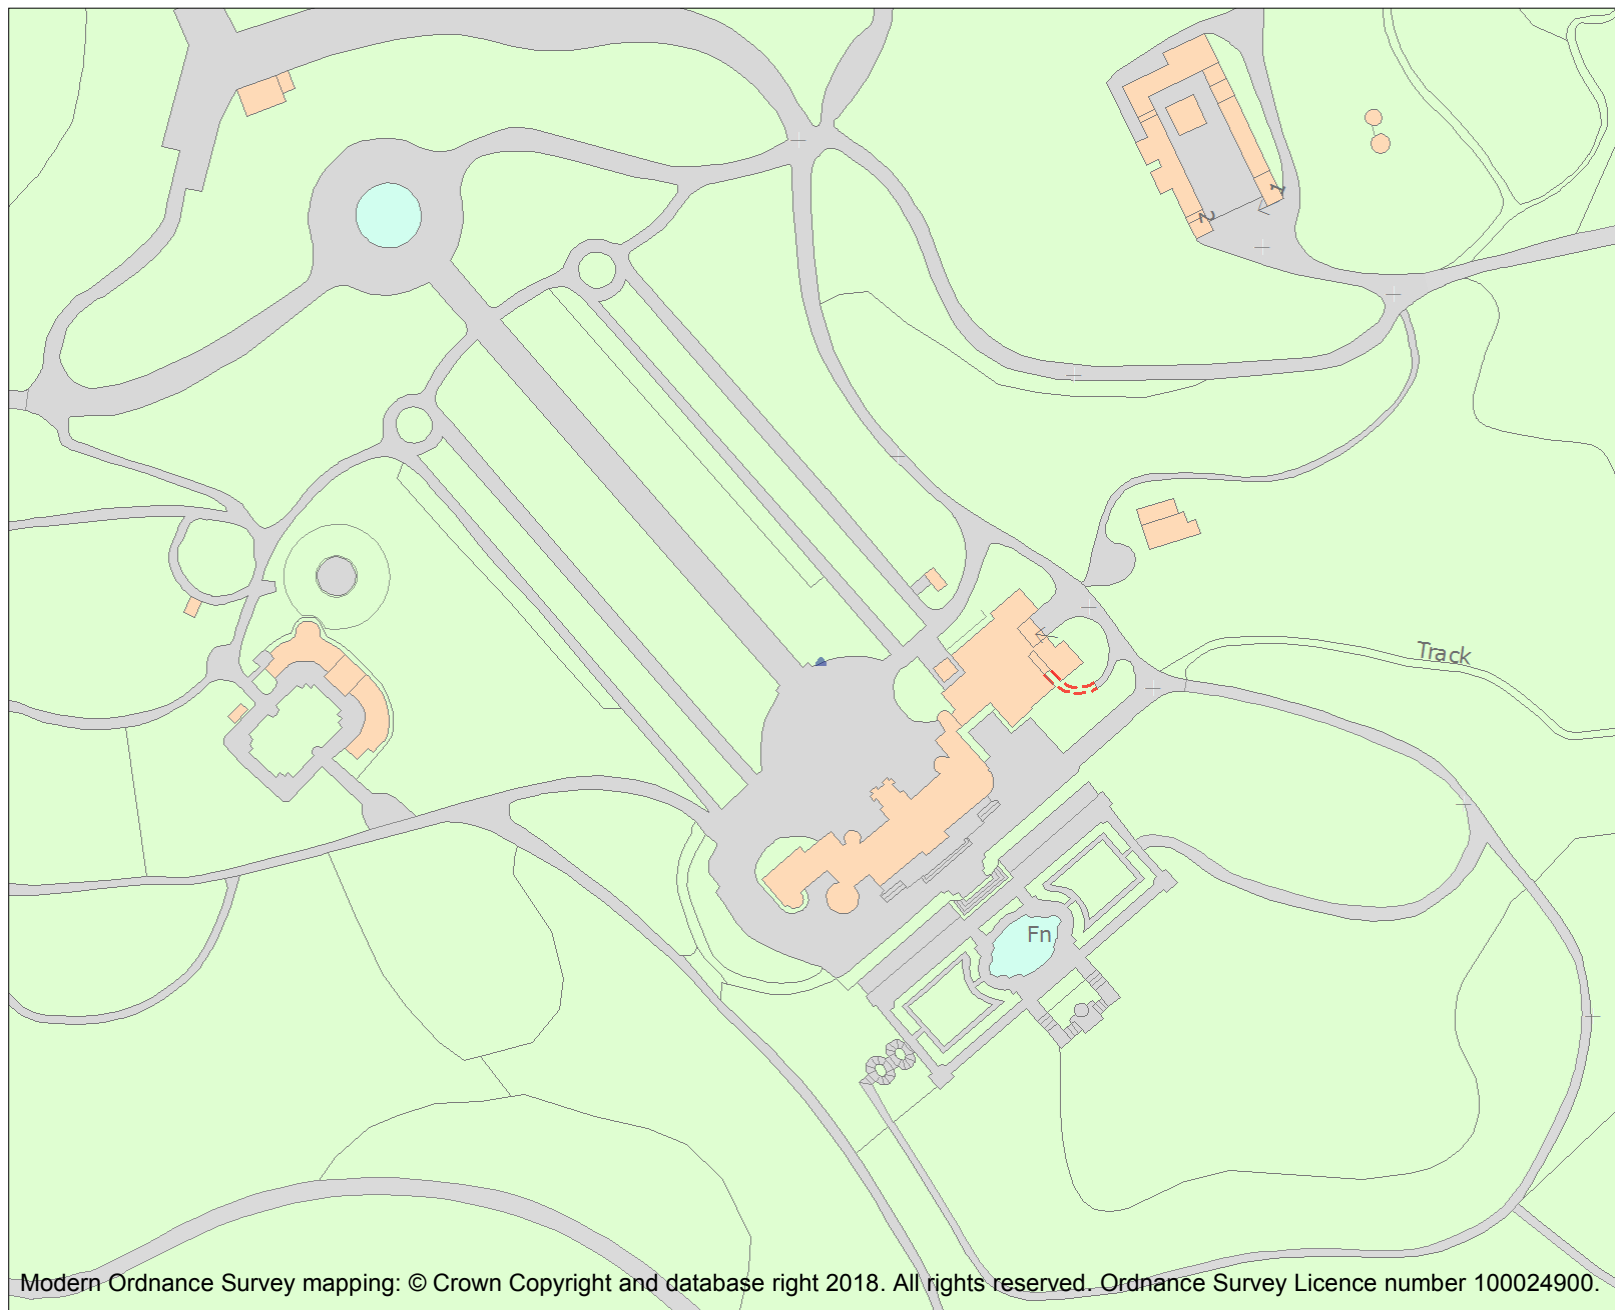 1
2
Track
Fn
Modern Ordnance Survey mapping: © Crown Copyright and database right 2018. All rights reserved. Ordnance Survey Licence number 100024900.